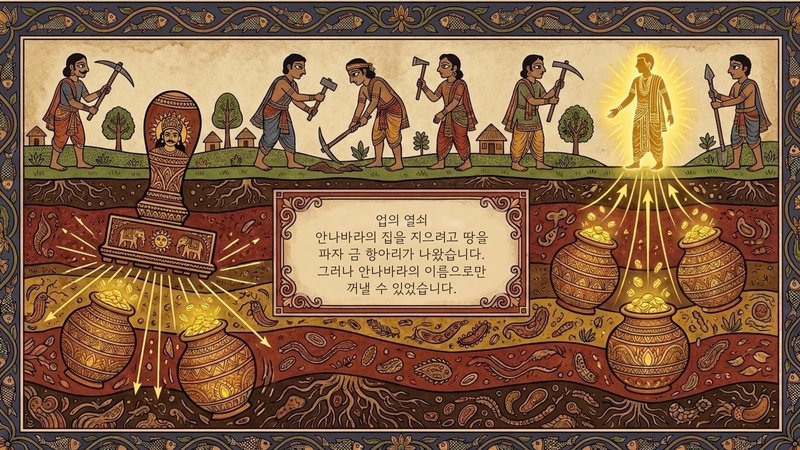 업의 열쇠
안나바라의 집을 지으려고 땅을
파자 금 항아리가 나왔습니다.
그러나 안나바라의 이름으로만
꺼낼 수 있었습니다.